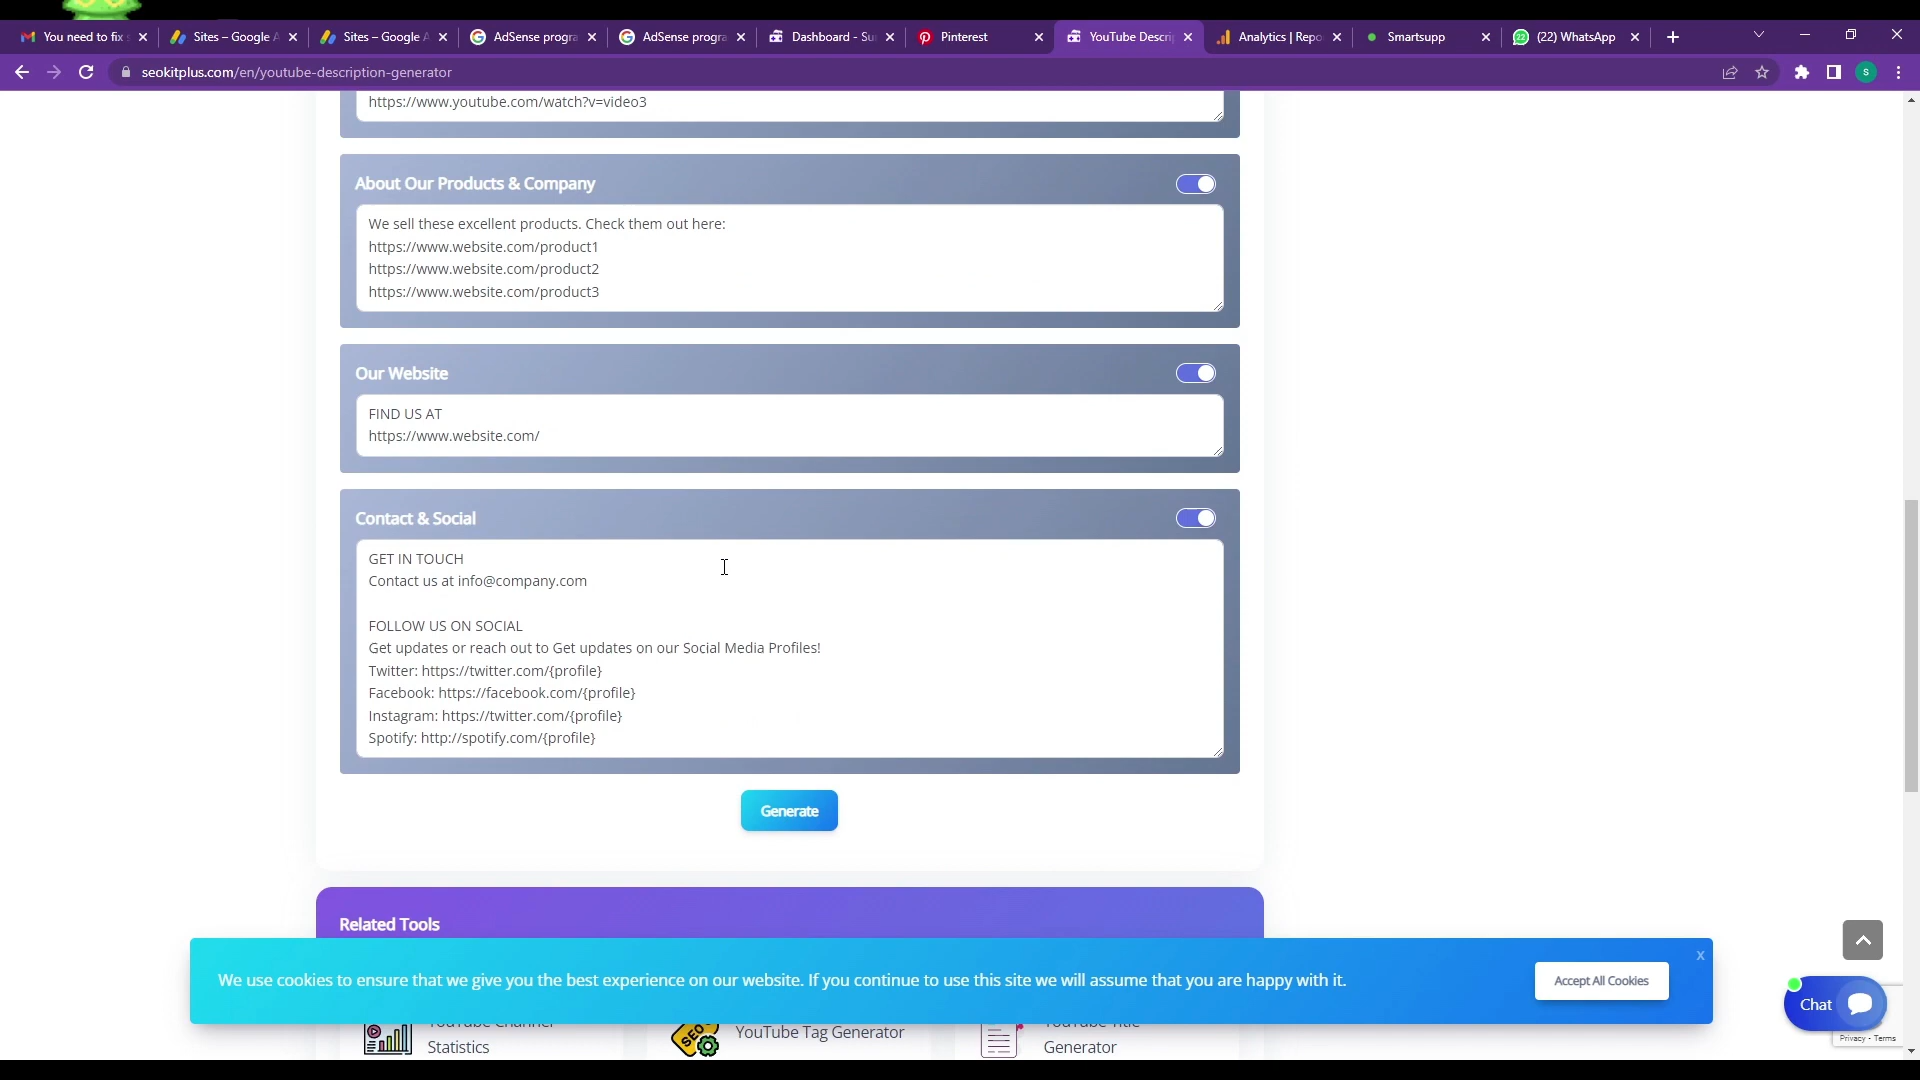 You need to fix
Sites – Google A
Sites – Google A
AdSense progra
AdSense progra
Dashboard - Su
Pinterest
YouTube Descri
Analytics | Repo
Smartsupp
(22) WhatsApp
seokitplus.com/en/youtube-description-generator
S
https://www.youtube.com/watch?v=video3
About Our Products & Company
We sell these excellent products. Check them out here:
https://www.website.com/product1
https://www.website.com/product2
https://www.website.com/product3
Our Website
FIND US AT
https://www.website.com/
Contact & Social
GET IN TOUCH
Contact us at info@company.com
FOLLOW US ON SOCIAL
Get updates or reach out to Get updates on our Social Media Profiles!
Twitter: https://twitter.com/{profile}
Facebook: https://facebook.com/{profile}
Instagram: https://twitter.com/{profile}
Spotify: http://spotify.com/{profile}
Generate
Related Tools
We use cookies to ensure that we give you the best experience on our website. If you continue to use this site we will assume that you are happy with it.
Accept All Cookies
x
Chat
Privacy - Terms
YouTube Channel
Statistics
SEO
YouTube Tag Generator
YouTube Title
Generator